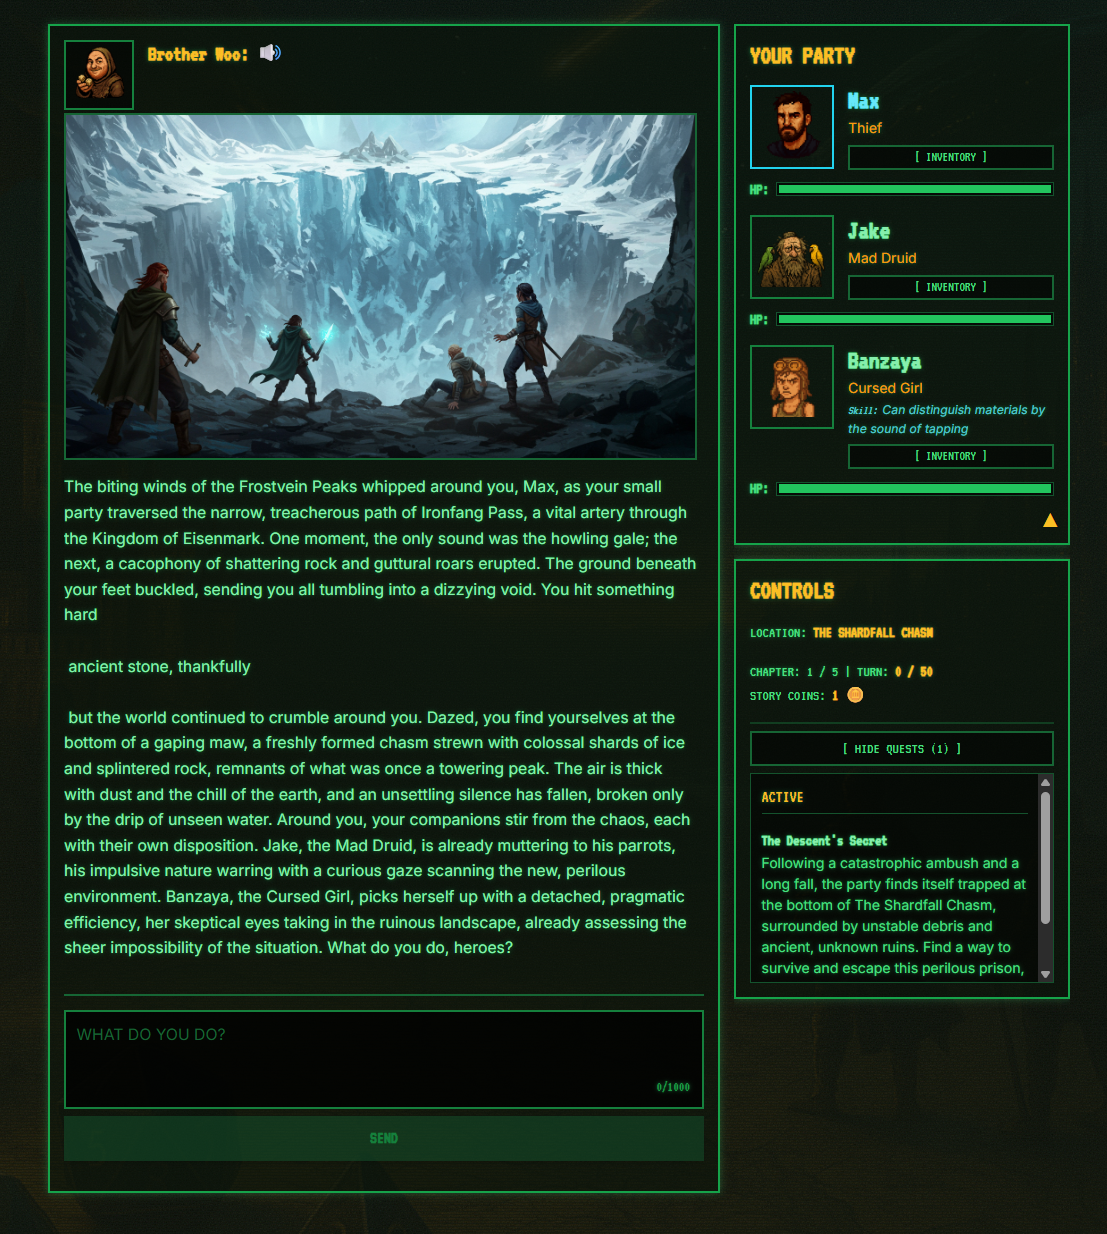 Brother Woo:
The biting winds of the Frostvein Peaks whipped around you, Max, as your small
party traversed the narrow, treacherous path of Ironfang Pass, a vital artery through
the Kingdom of Eisenmark. One moment, the only sound was the howling gale; the
next, a cacophony of shattering rock and guttural roars erupted. The ground beneath
your feet buckled, sending you all tumbling into a dizzying void. You hit something
hard
ancient stone, thankfully
but the world continued to crumble around you. Dazed, you find yourselves at the
bottom of a gaping maw, a freshly formed chasm strewn with colossal shards of ice
and splintered rock, remnants of what was once a towering peak. The air is thick
with dust and the chill of the earth, and an unsettling silence has fallen, broken only
by the drip of unseen water. Around you, your companions stir from the chaos, each
with their own disposition. Jake, the Mad Druid, is already muttering to his parrots,
his impulsive nature warring with a curious gaze scanning the new, perilous
environment. Banzaya, the Cursed Girl, picks herself up with a detached, pragmatic
efficiency, her skeptical eyes taking in the ruinous landscape, already assessing the
sheer impossibility of the situation. What do you do, heroes?
WHAT DO YOU DO?
0/1000
SEND
YOUR PARTY
Max
Thief
[ INVENTORY ]
HP:
Jake
Mad Druid
[ INVENTORY ]
HP:
Banzaya
Cursed Girl
Skill: Can distinguish materials by
the sound of tapping
[ INVENTORY ]
HP:
CONTROLS
LOCATION: THE SHARDFALL CHASM
CHAPTER: 1 / 5 | TURN: 0 / 50
STORY COINS: 1
[ HIDE QUESTS (1) ]
ACTIVE
The Descent's Secret
Following a catastrophic ambush and a
long fall, the party finds itself trapped at
the bottom of The Shardfall Chasm,
surrounded by unstable debris and
ancient, unknown ruins. Find a way to
survive and escape this perilous prison,